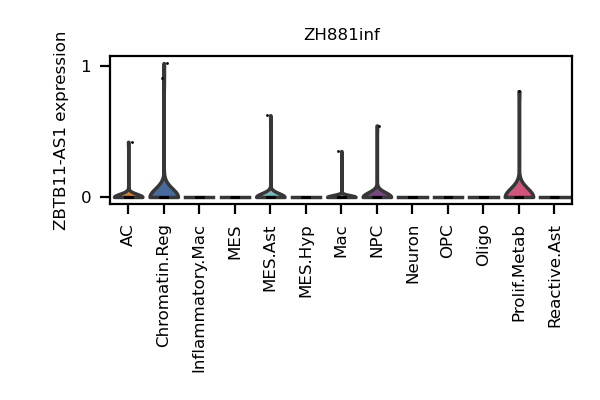 ZH881inf
ZBTB11-AS1 expression
1
0
AC
Chromatin.Reg
Inflammatory.Mac
MES
MES.Ast
MES.Hyp
Mac
NPC
Neuron
OPC
Oligo
Prolif.Metab
Reactive.Ast